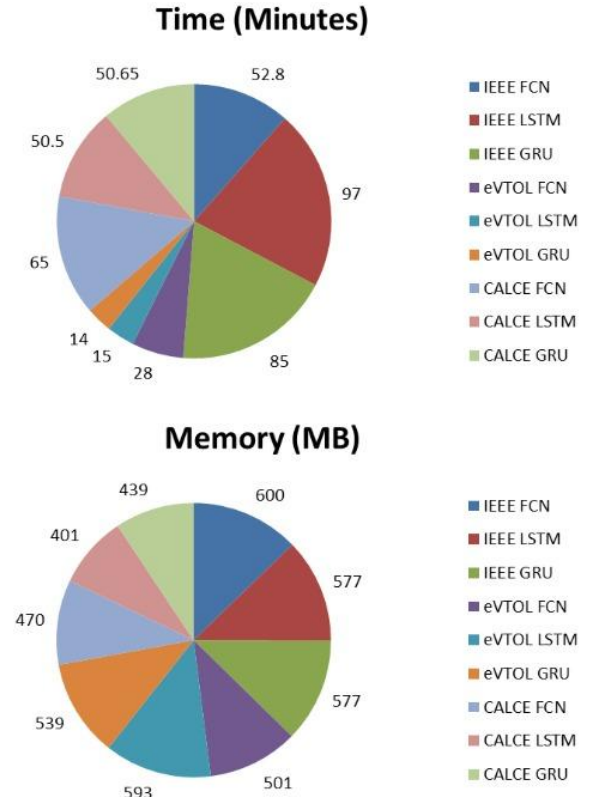 Time (Minutes)
50.65
52.8
50.5
97
65
14
15
28
85
IEEE FCN
IEEE LSTM
IEEE GRU
eVTOL FCN
eVTOL LSTM
eVTOL GRU
CALCE FCN
CALCE LSTM
CALCE GRU
Memory (MB)
439
600
401
577
470
577
539
593
501
IEEE FCN
IEEE LSTM
IEEE GRU
eVTOL FCN
eVTOL LSTM
eVTOL GRU
CALCE FCN
CALCE LSTM
CALCE GRU